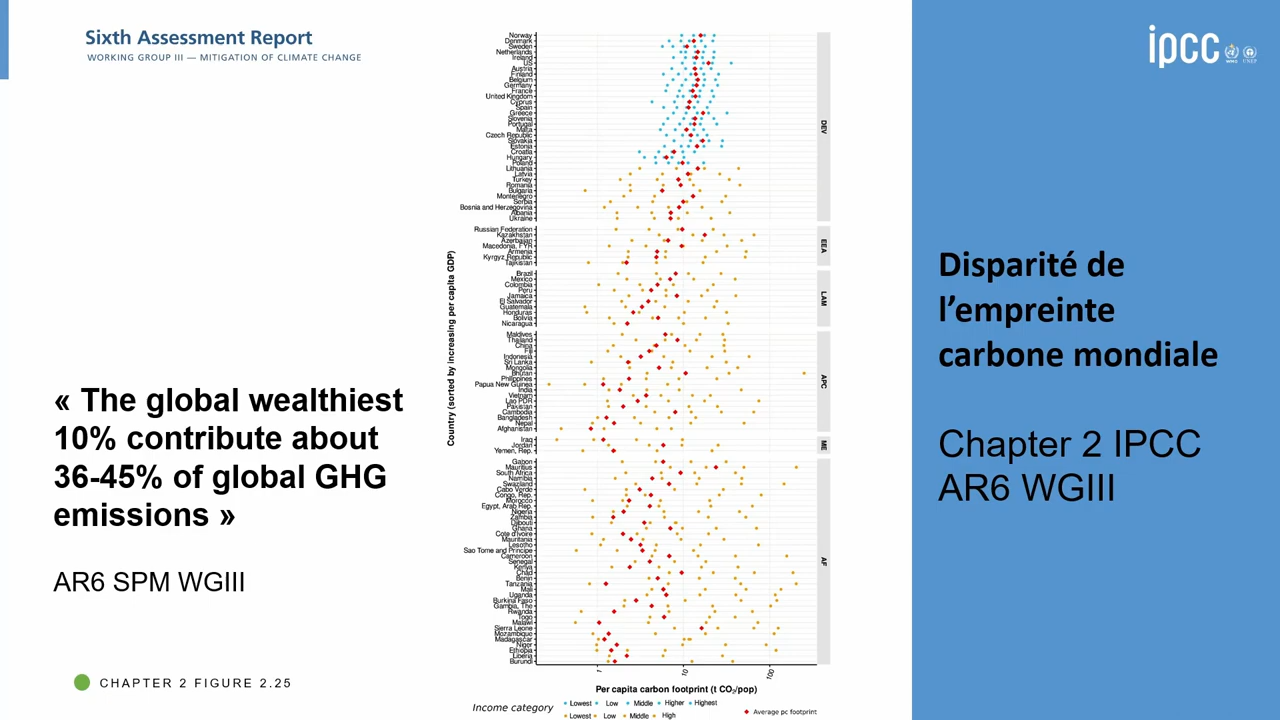 Sixth Assessment Report
WORKING GROUP III — MITIGATION OF CLIMATE CHANGE
« The global wealthiest
10% contribute about
36-45% of global GHG
emissions »
AR6 SPM WGIII
CHAPTER 2 FIGURE 2.25
Country (sorted by increasing per capita GDP)
Norway
Denmark
Sweden
Netherlands
Ireland
US
Austria
Finland
Belgium
Germany
France
United Kingdom
Cyprus
Spain
Greece
Slovenia
Portugal
Malta
Czech Republic
Slovakia
Estonia
Croatia
Hungary
Poland
Lithuania
Latvia
Turkey
Romania
Bulgaria
Montenegro
Serbia
Bosnia and Herzegovina
Albania
Ukraine
DEV
Russian Federation
Kazakhstan
Azerbaijan
Macedonia, FYR
Armenia
Kyrgyz Republic
Tajikistan
EEA
Brazil
Mexico
Colombia
Peru
Jamaica
El Salvador
Guatemala
Honduras
Bolivia
Nicaragua
LAM
Maldives
Thailand
China
Fiji
Indonesia
Sri Lanka
Mongolia
Bhutan
Philippines
Papua New Guinea
India
Vietnam
Lao PDR
Pakistan
Cambodia
Bangladesh
Nepal
Afghanistan
APC
Iraq
Jordan
Yemen, Rep.
ME
Gabon
Mauritius
South Africa
Namibia
Swaziland
Cabo Verde
Congo, Rep.
Morocco
Egypt, Arab Rep.
Nigeria
Zambia
Djibouti
Ghana
Cote d'Ivoire
Mauritania
Lesotho
Sao Tome and Principe
Cameroon
Senegal
Kenya
Chad
Benin
Tanzania
Mali
Uganda
Burkina Faso
Gambia, The
Rwanda
Togo
Malawi
Sierra Leone
Mozambique
Madagascar
Niger
Ethiopia
Liberia
Burundi
AF
1 10 100
Per capita carbon footprint (t CO₂/pop)
Income category
Lowest Low Middle Higher Highest
Lowest Low Middle High
Average pc footprint
ipcc
WMO UNEP
Disparité de
l’empreinte
carbone mondiale
Chapter 2 IPCC
AR6 WGIII